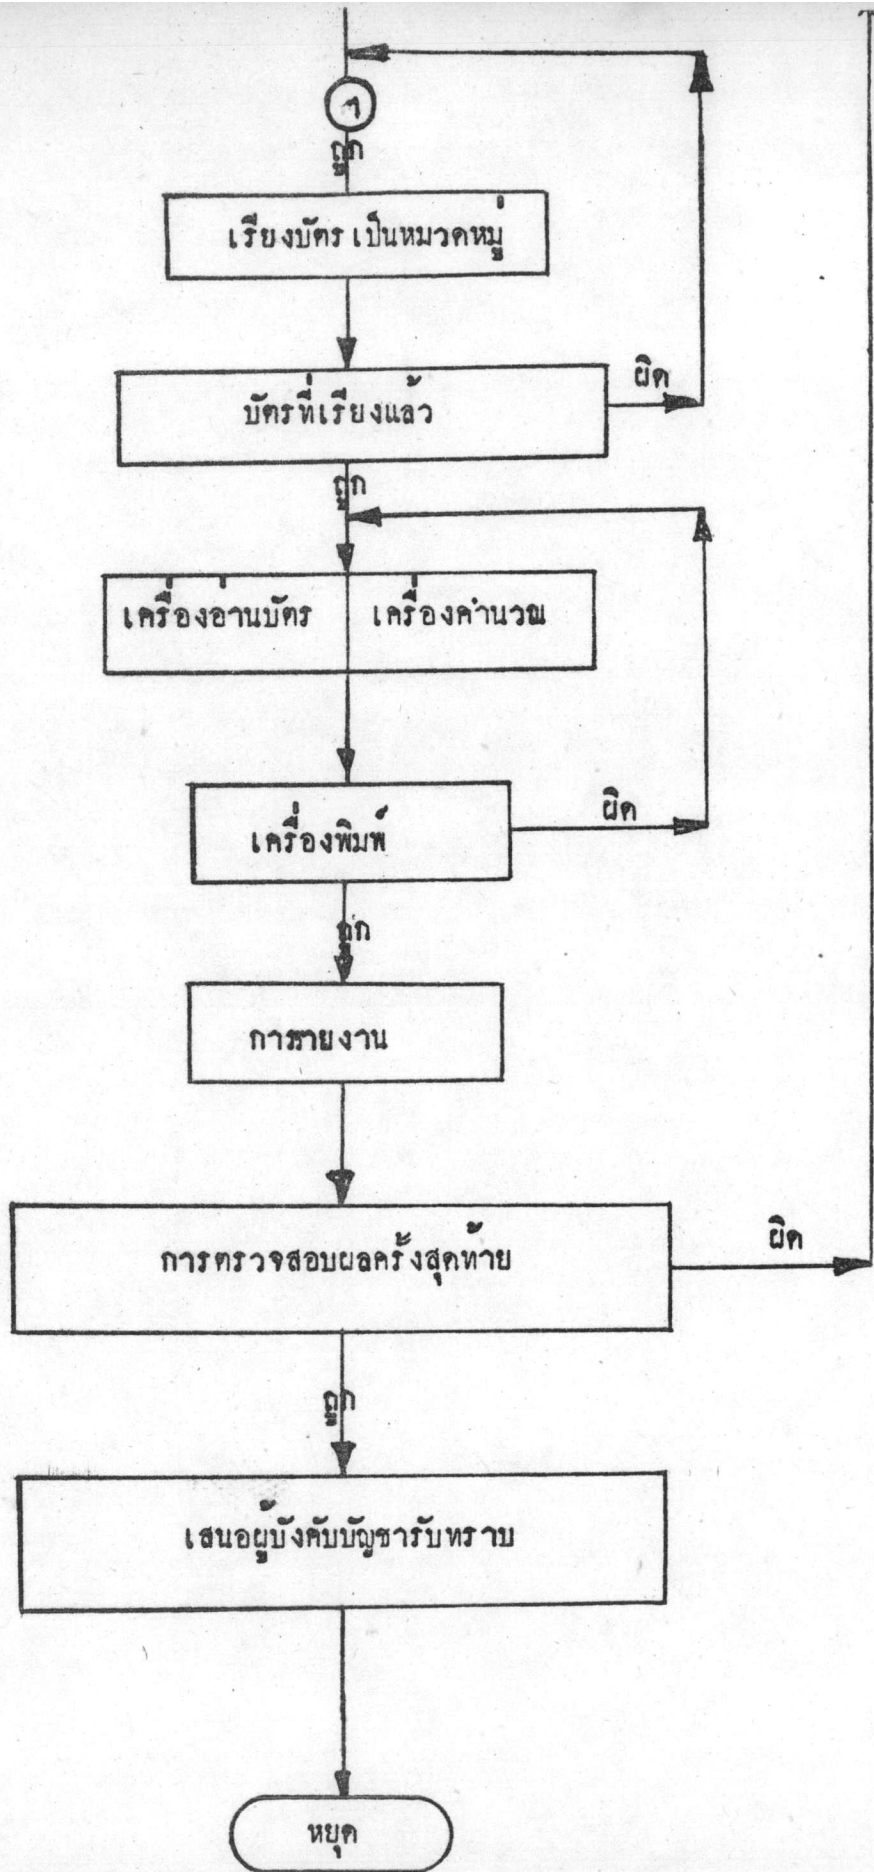 ๑
ถูก
เรียงบัตร เป็นหมวดหมู่
ผิด
บัตรที่เรียงแล้ว
ถูก
เครื่องอ่านบัตร เครื่องคำนวณ
ผิด
เครื่องพิมพ์
ถูก
การรายงาน
ผิด
การตรวจสอบผลครั้งสุดท้าย
ถูก
เสนอผู้บังคับบัญชารับทราบ
หยุด